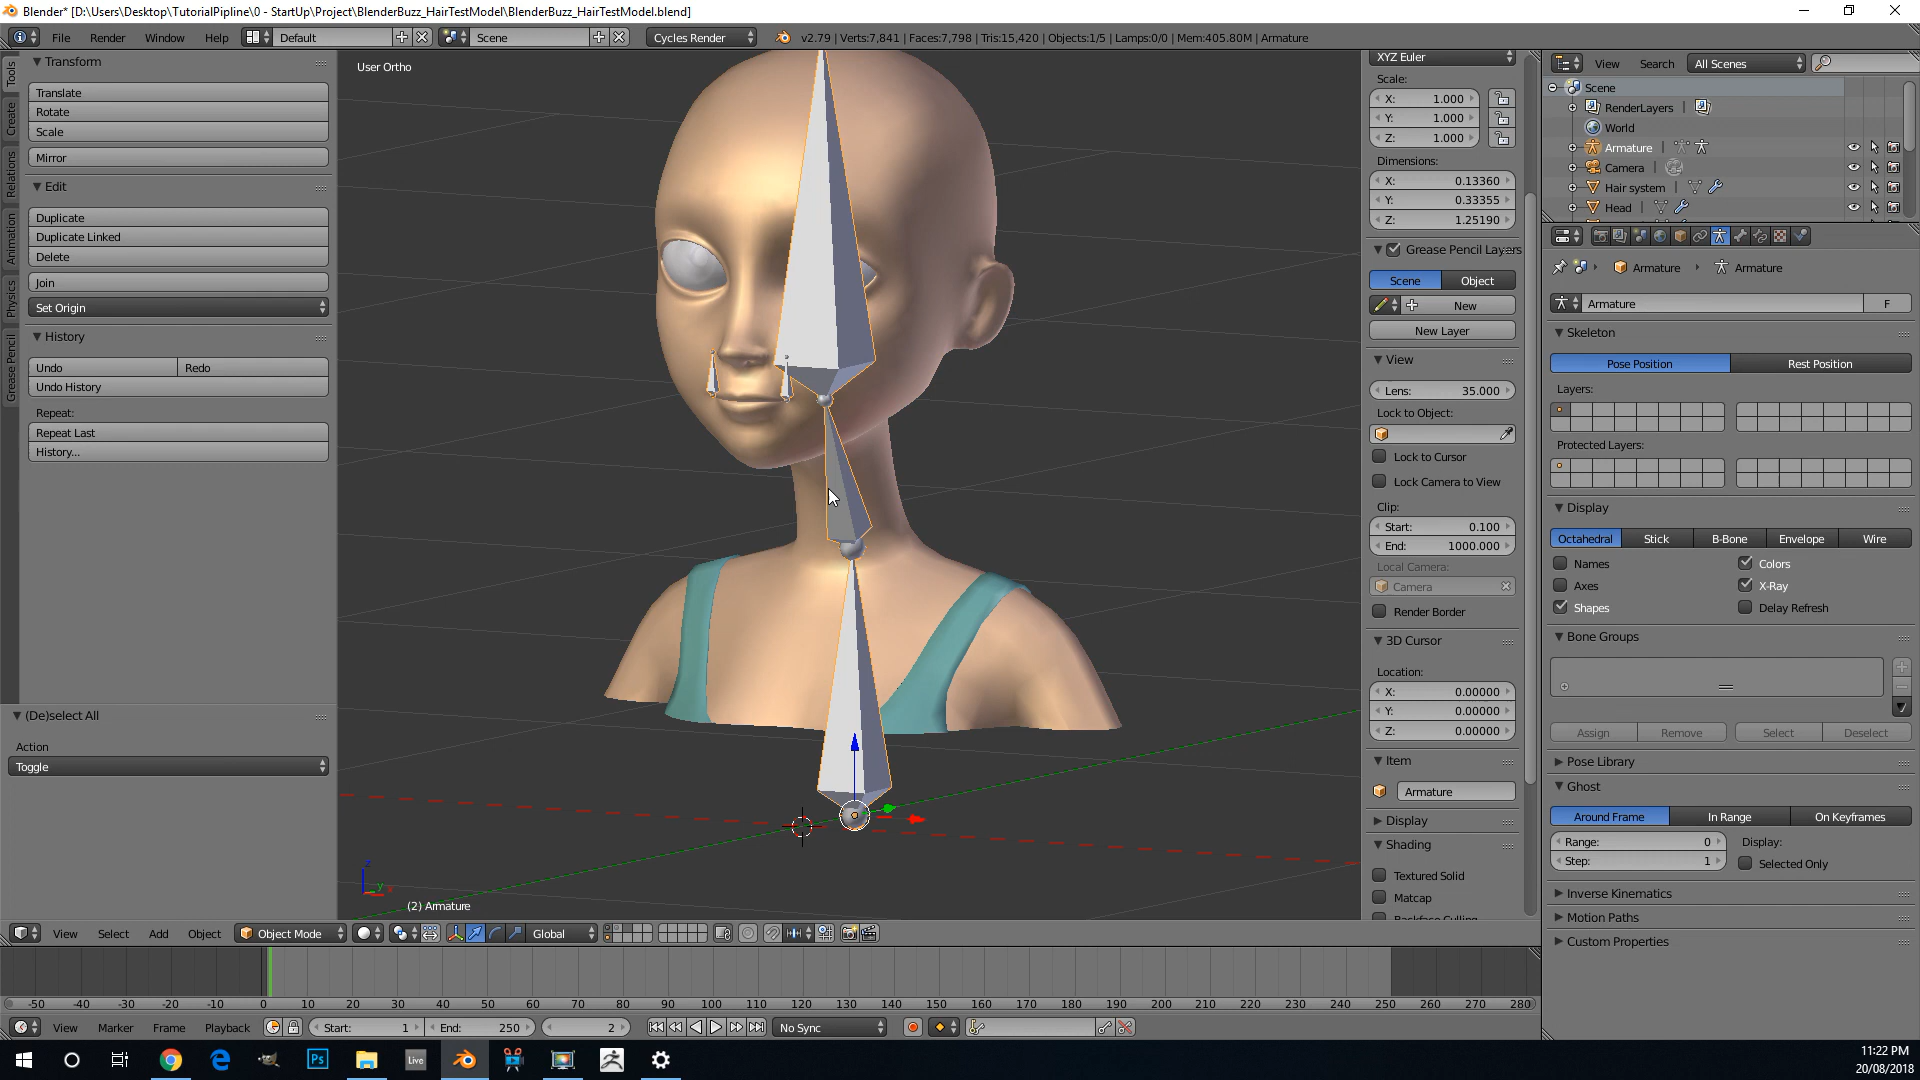 Blender* [D:\Users\Desktop\TutorialPipline\0 - StartUp\Project\BlenderBuzz_HairTestModel\BlenderBuzz_HairTestModel.blend]
File Render Window Help Default Scene Cycles Render v2.79 | Verts:7,841 | Faces:7,798 | Tris:15,420 | Objects:1/5 | Lamps:0/0 | Mem:405.80M | Armature
Tools
Create
Relations
Animation
Physics
Grease Pencil
Transform
Translate
Rotate
Scale
Mirror
Edit
Duplicate
Duplicate Linked
Delete
Join
Set Origin
History
Undo Redo
Undo History
Repeat:
Repeat Last
History...
(De)select All
Action
Toggle
User Ortho
(2) Armature
XYZ Euler
Scale:
X: 1.000
Y: 1.000
Z: 1.000
Dimensions:
X: 0.13360
Y: 0.33355
Z: 1.25190
Grease Pencil Layers
Scene Object
New
New Layer
View
Lens: 35.000
Lock to Object:
Lock to Cursor
Lock Camera to View
Clip:
Start: 0.100
End: 1000.000
Local Camera:
Camera
Render Border
3D Cursor
Location:
X: 0.00000
Y: 0.00000
Z: 0.00000
Item
Armature
Display
Shading
Textured Solid
Matcap
Backface Culling
View Search All Scenes
Scene
RenderLayers
World
Armature
Camera
Hair system
Head
Armature Armature
Armature F
Skeleton
Pose Position Rest Position
Layers:
Protected Layers:
Display
Octahedral Stick B-Bone Envelope Wire
Names Colors
Axes X-Ray
Shapes Delay Refresh
Bone Groups
Assign Remove Select Deselect
Pose Library
Ghost
Around Frame In Range On Keyframes
Range: 0 Display:
Step: 1 Selected Only
Inverse Kinematics
Motion Paths
Custom Properties
View Select Add Object Object Mode Global
-50 -40 -30 -20 -10 0 10 20 30 40 50 60 70 80 90 100 110 120 130 140 150 160 170 180 190 200 210 220 230 240 250 260 270 280
View Marker Frame Playback Start: 1 End: 250 2 No Sync
Ps Live
11:22 PM
20/08/2018